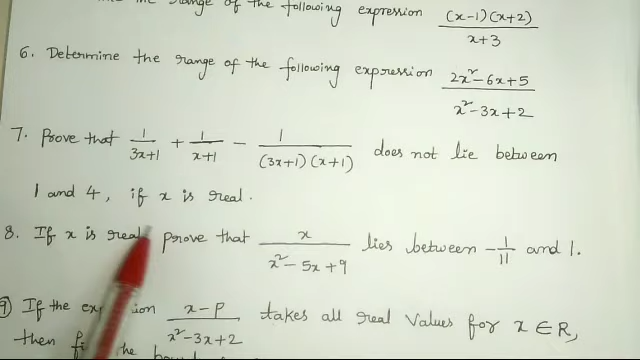 the range of the following expression (x-1)(x+2) / x+3
6. Determine the range of the following expression 2x²-6x+5 / x²-3x+2
7. Prove that 1/3x+1 + 1/x+1 - 1/(3x+1)(x+1) does not lie between
1 and 4, if x is real.
8. If x is real prove that x / x²-5x+9 lies between -1/11 and 1.
9) If the x-p / x²-3x+2 takes all real values for x ∈ R,
then the